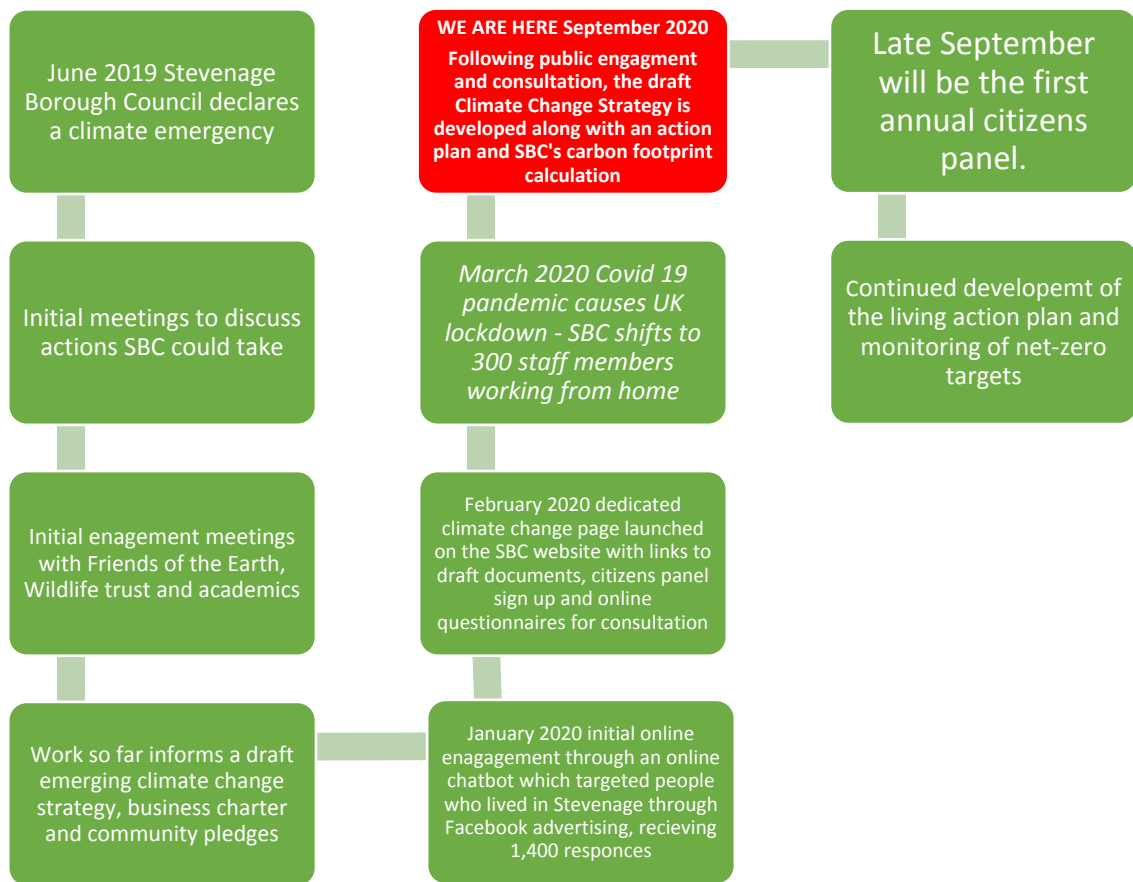 June 2019 Stevenage
Borough Council declares
a climate emergency
Initial meetings to discuss
actions SBC could take
Initial enagement meetings
with Friends of the Earth,
Wildlife trust and academics
Work so far informs a draft
emerging climate change
strategy, business charter
and community pledges
January 2020 initial online
enagagement through an online
chatbot which targeted people
who lived in Stevenage through
Facebook advertising, recieving
1,400 responces
February 2020 dedicated
climate change page launched
on the SBC website with links to
draft documents, citizens panel
sign up and online
questionnaires for consultation
March 2020 Covid 19
pandemic causes UK
lockdown - SBC shifts to
300 staff members
working from home
WE ARE HERE September 2020
Following public engagment
and consultation, the draft
Climate Change Strategy is
developed along with an action
plan and SBC's carbon footprint
calculation
Late September
will be the first
annual citizens
panel.
Continued developemt of
the living action plan and
monitoring of net-zero
targets